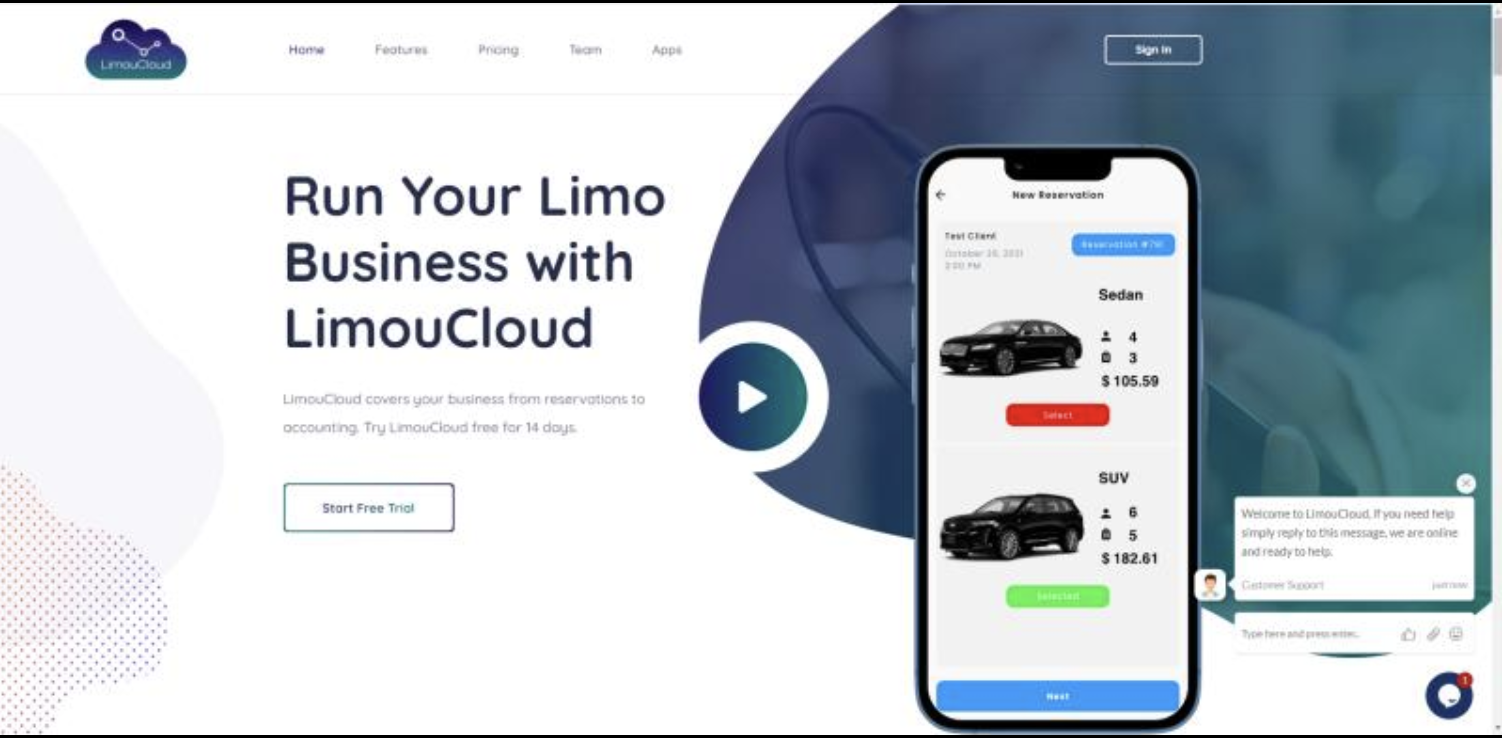 LimouCloud
Home Features Pricing Team Apps
Sign In
Run Your Limo
Business with
LimouCloud
LimouCloud covers your business from reservations to
accounting. Try LimouCloud free for 14 days.
Start Free Trial
New Reservation
Test Client
Reservation
October 25, 2021
2:00 PM
Sedan
4
3
$ 105.59
Select
SUV
6
5
$ 182.61
Selected
Next
Welcome to LimouCloud, If you need help
simply reply to this message, we are online
and ready to help.
Customer Support just now
Type here and press enter..
1